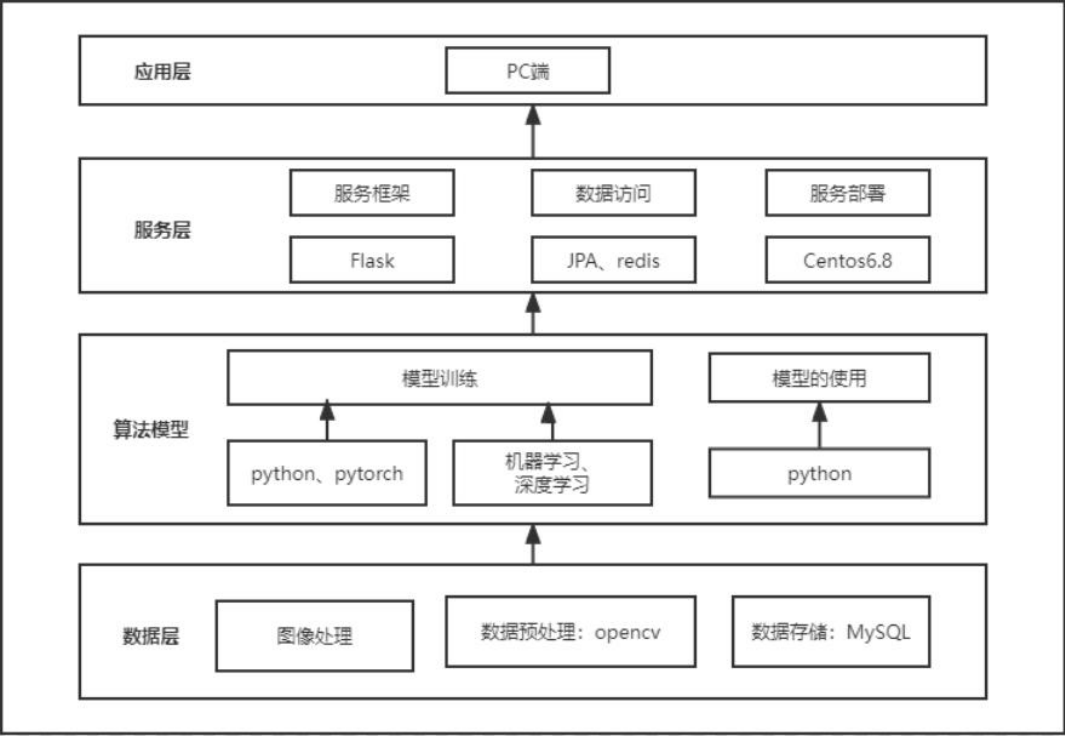 应用层
PC端
服务层
服务框架
数据访问
服务部署
Flask
JPA、redis
Centos6.8
算法模型
模型训练
模型的使用
python、pytorch
机器学习、
深度学习
python
数据层
图像处理
数据预处理：opencv
数据存储：MySQL